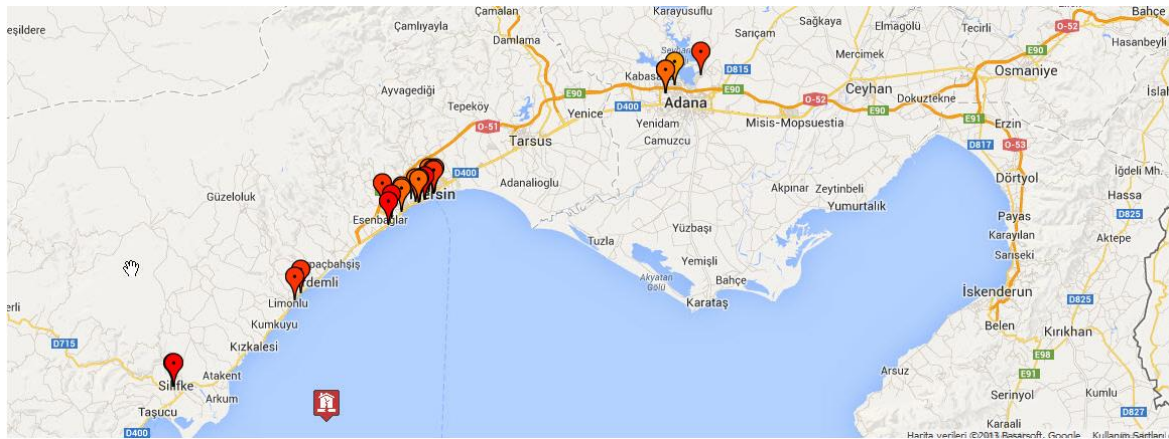 Çamalan
Karayusuflu
Bahçe
Çamlıyayla
Sağkaya
Elmagölü
Tecirli
O-52
eşildere
Damlama
Sarıçam
Mercimek
E90
Hasanbeyli
Ayvagediği
E90
D815
Osmaniye
Tepeköy
D400
Adana
O-52
Ceyhan
Dokuztekne
O-51
Yenice
Yenidam
Misis-Mopsuestia
E90
E91
Erzin
Tarsus
Camuzcu
D817
O-53
D400
Adanalioglu
Dörtyol
İğdeli Mh.
Güzeloluk
Akpınar
Zeytinbeli
Hassa
Esenbağlar
Yumurtalık
D825
Payas
Yüzbaşı
Karayılan
Aktepe
Tuzla
Sarıseki
Yemişli
Akyatan
Gölü
Bahçe
İskenderun
Limonlu
Karataş
D825
Kumkuyu
Belen
Kırıkhan
D715
Kızkalesi
E98
Atakent
Arsuz
E91
Silifke
Arkum
Serinyol
Kumlu
Taşucu
Karaali
D827
D400
Harita verileri ©2013 Basarsoft, Google
Kullanım Şartları